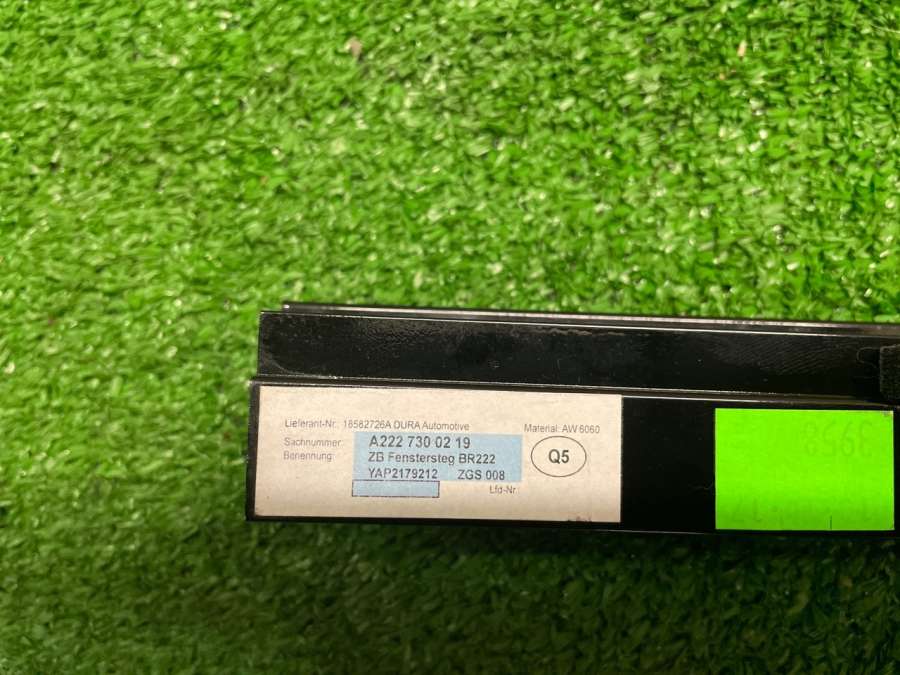 Lieferant-Nr.: 18582726A DURA Automotive
Material: AW 6060
Sachnummer: A222 730 02 19
Benennung: ZB Fenstersteg BR222
Q5
YAP2179212 ZGS 008
Lfd-Nr.